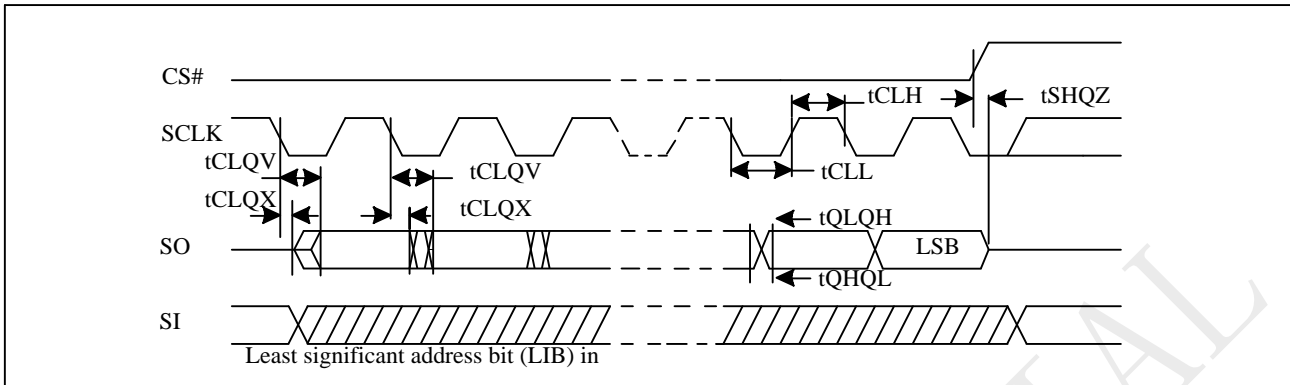 CS#
tCLH
tSHQZ
SCLK
tCLQV
tCLQV
tCLL
tCLQX
tCLQX
tQLQH
SO
LSB
tQHQL
SI
Least significant address bit (LIB) in
IAL